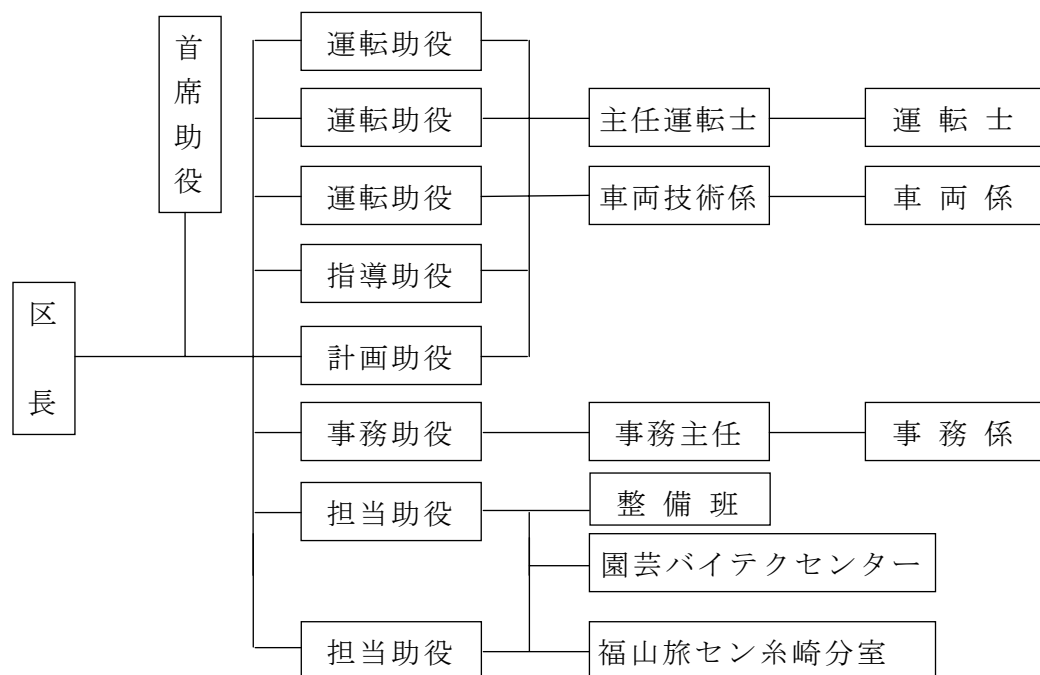 首席助役
区長
運転助役
運転助役
主任運転士
運転士
運転助役
車両技術係
車両係
指導助役
計画助役
事務助役
事務主任
事務係
担当助役
整備班
園芸バイテクセンター
担当助役
福山旅セン糸崎分室